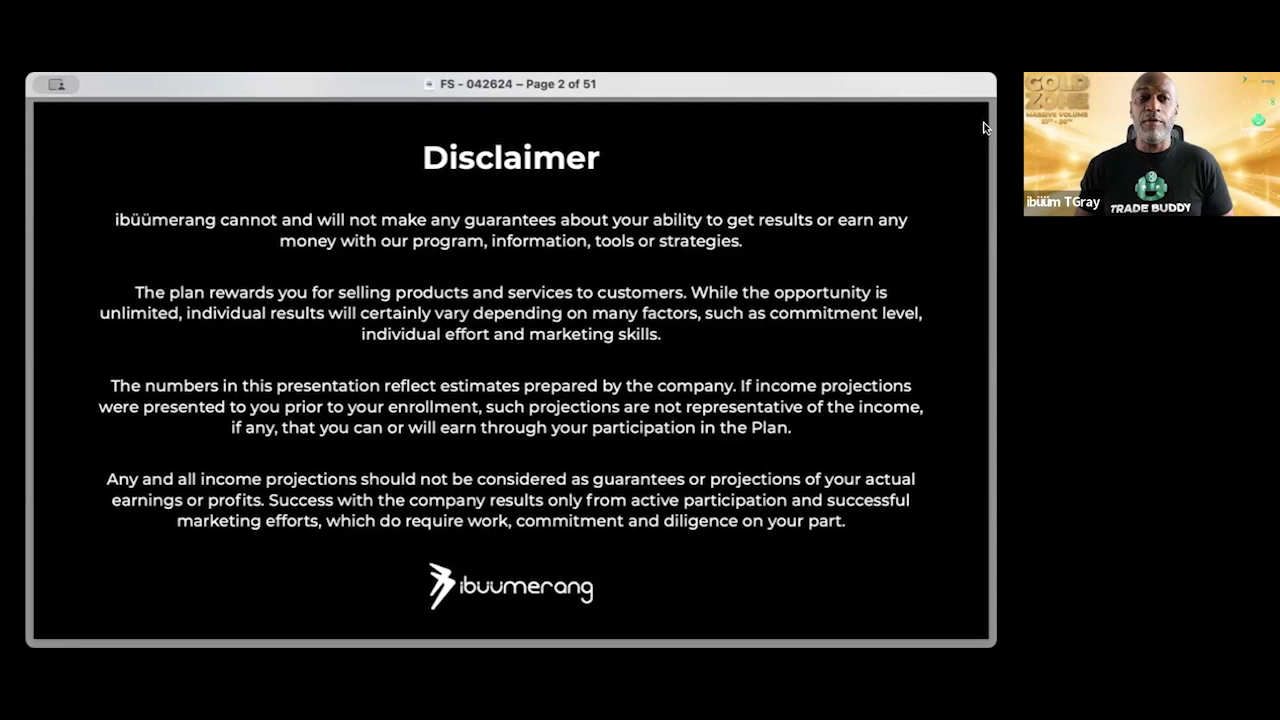 FS - 042624 – Page 2 of 51
Disclaimer
ibüümerang cannot and will not make any guarantees about your ability to get results or earn any
money with our program, information, tools or strategies.
The plan rewards you for selling products and services to customers. While the opportunity is
unlimited, individual results will certainly vary depending on many factors, such as commitment level,
individual effort and marketing skills.
The numbers in this presentation reflect estimates prepared by the company. If income projections
were presented to you prior to your enrollment, such projections are not representative of the income,
if any, that you can or will earn through your participation in the Plan.
Any and all income projections should not be considered as guarantees or projections of your actual
earnings or profits. Success with the company results only from active participation and successful
marketing efforts, which do require work, commitment and diligence on your part.
ibuumerang
GOLD
ZONE
MASSIVE VOLUME
TRADE BUDDY
ibüüm TGray